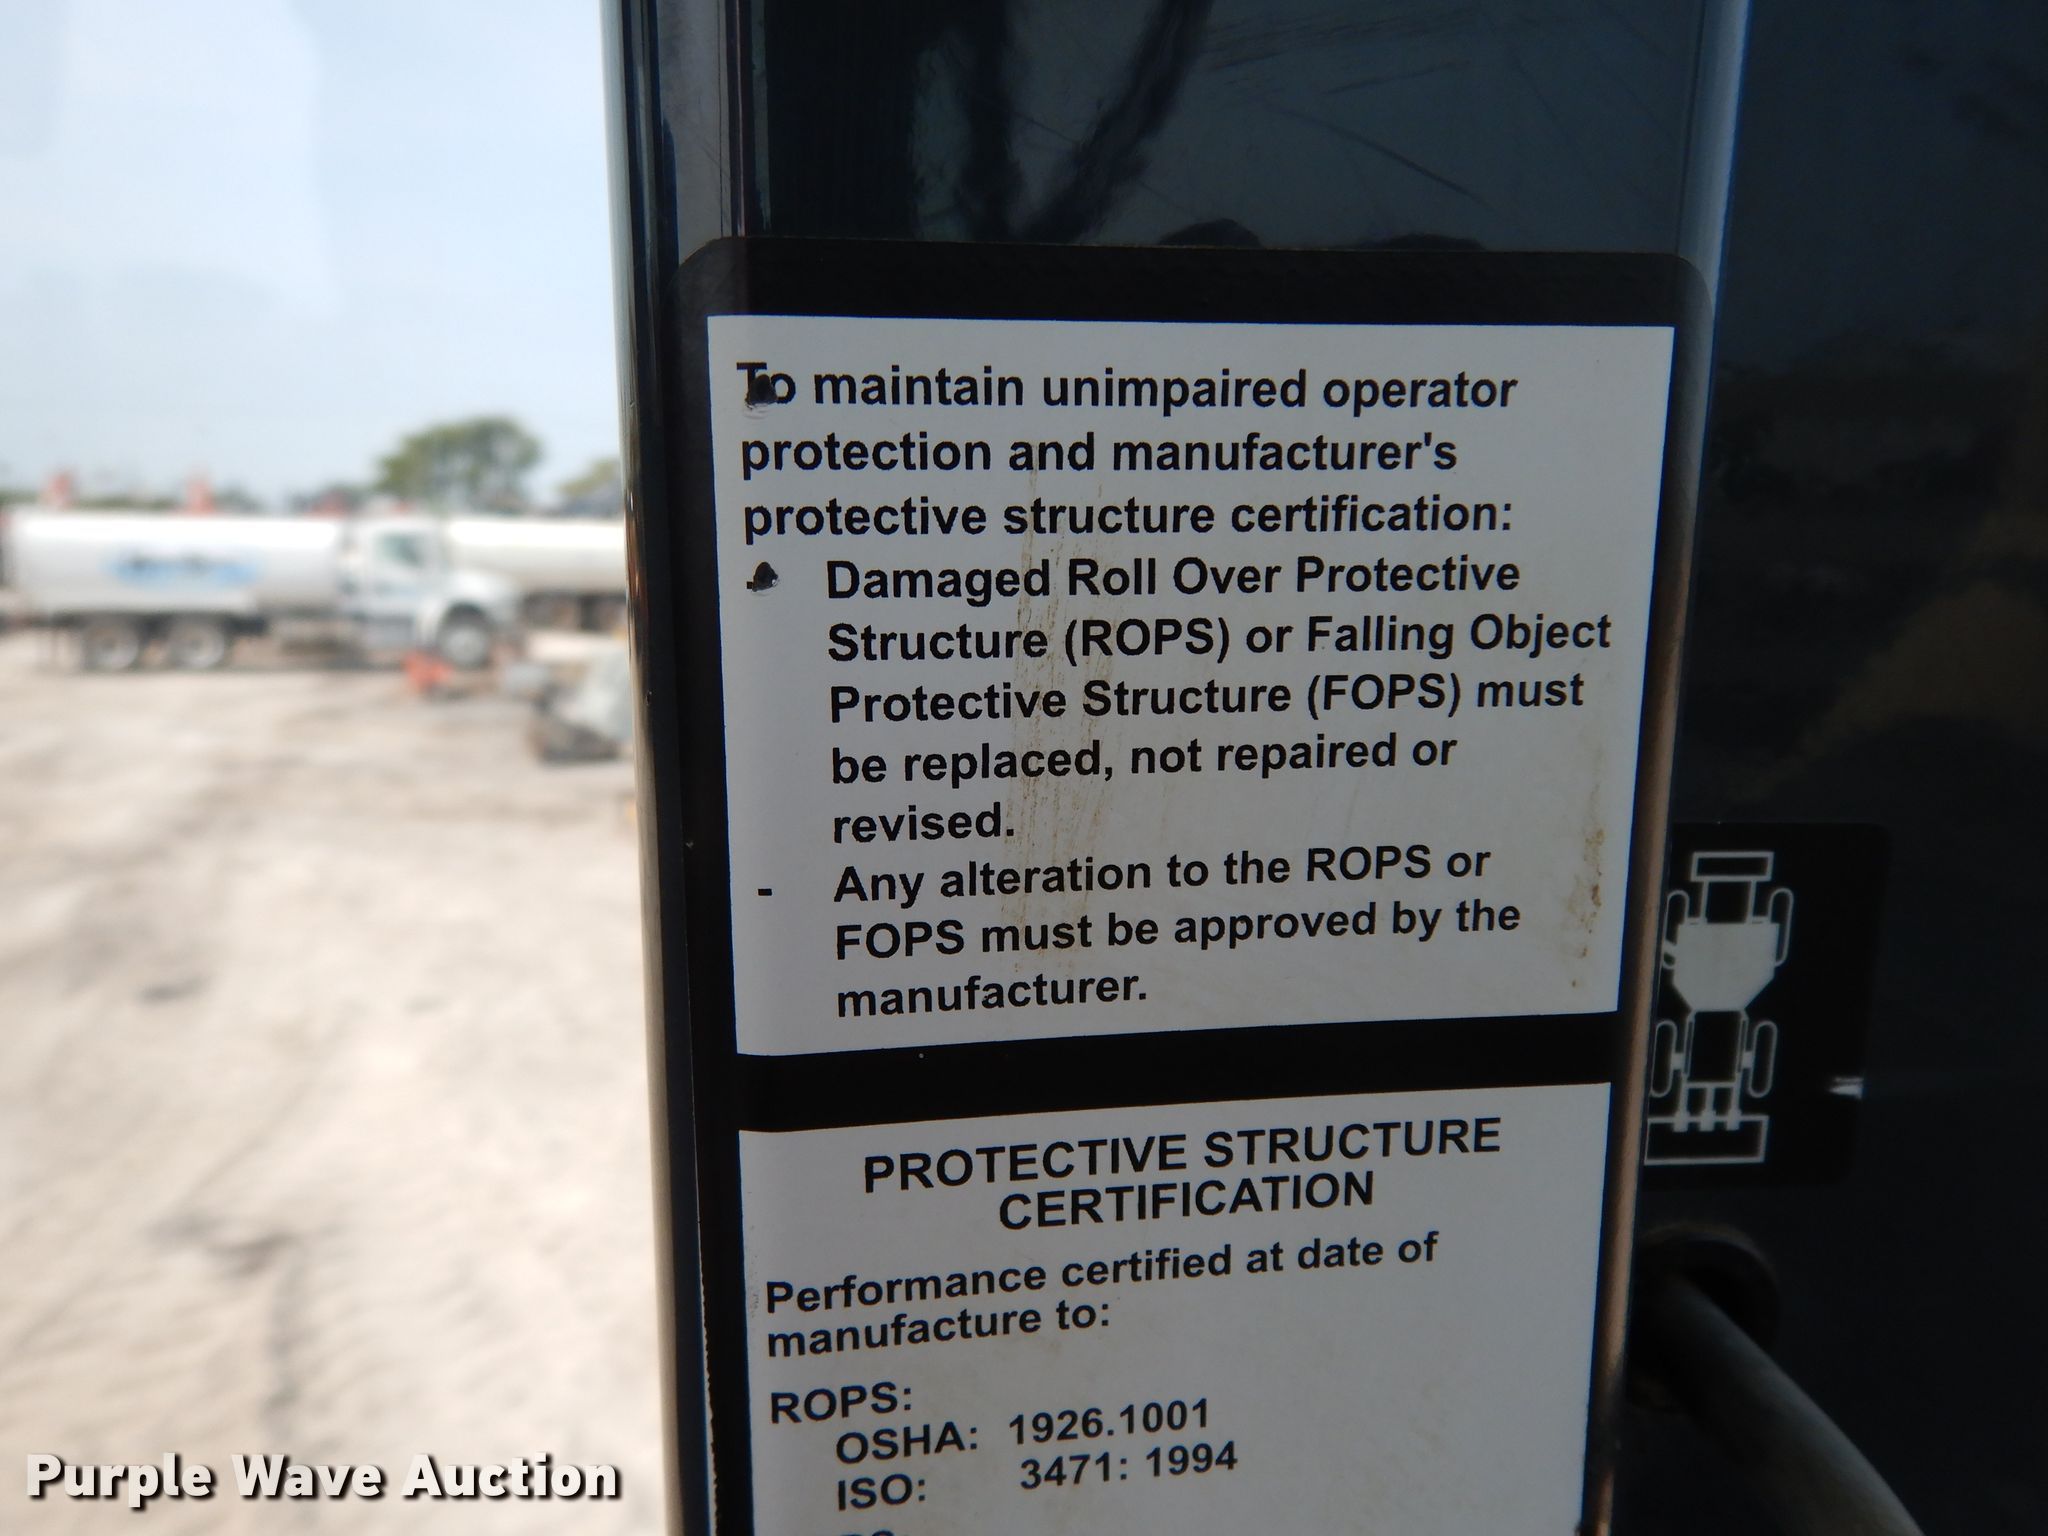 To maintain unimpaired operator
protection and manufacturer's
protective structure certification:
- Damaged Roll Over Protective
Structure (ROPS) or Falling Object
Protective Structure (FOPS) must
be replaced, not repaired or
revised.
- Any alteration to the ROPS or
FOPS must be approved by the
manufacturer.
PROTECTIVE STRUCTURE
CERTIFICATION
Performance certified at date of
manufacture to:
ROPS:
OSHA: 1926.1001
ISO: 3471: 1994
Purple Wave Auction